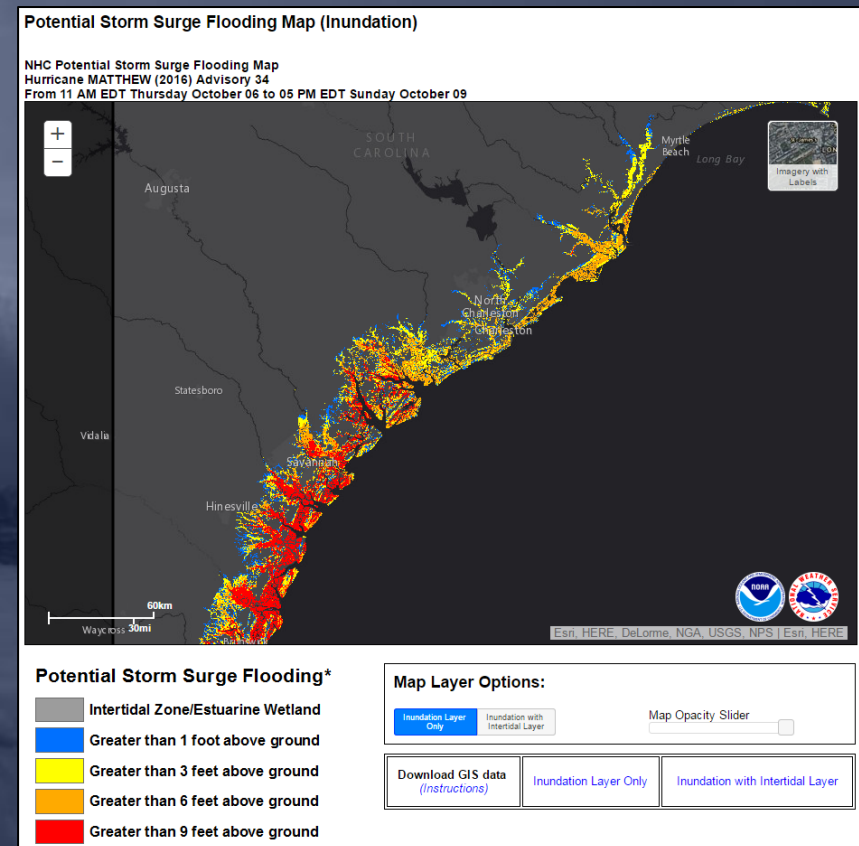 Potential Storm Surge Flooding Map (Inundation)
NHC Potential Storm Surge Flooding Map
Hurricane MATTHEW (2016) Advisory 34
From 11 AM EDT Thursday October 06 to 05 PM EDT Sunday October 09
+
−
SOUTH
CAROLINA
Myrtle
Beach
Long Bay
Imagery with
Labels
Augusta
North
Charleston
Charleston
Statesboro
Vidalia
Savannah
Hinesville
60km
30mi
Waycross
NOAA
NATIONAL WEATHER SERVICE
Esri, HERE, DeLorme, NGA, USGS, NPS | Esri, HERE
Potential Storm Surge Flooding*
Intertidal Zone/Estuarine Wetland
Greater than 1 foot above ground
Greater than 3 feet above ground
Greater than 6 feet above ground
Greater than 9 feet above ground
Map Layer Options:
Inundation Layer
Only
Inundation with
Intertidal Layer
Map Opacity Slider
Download GIS data
(Instructions)
Inundation Layer Only
Inundation with Intertidal Layer